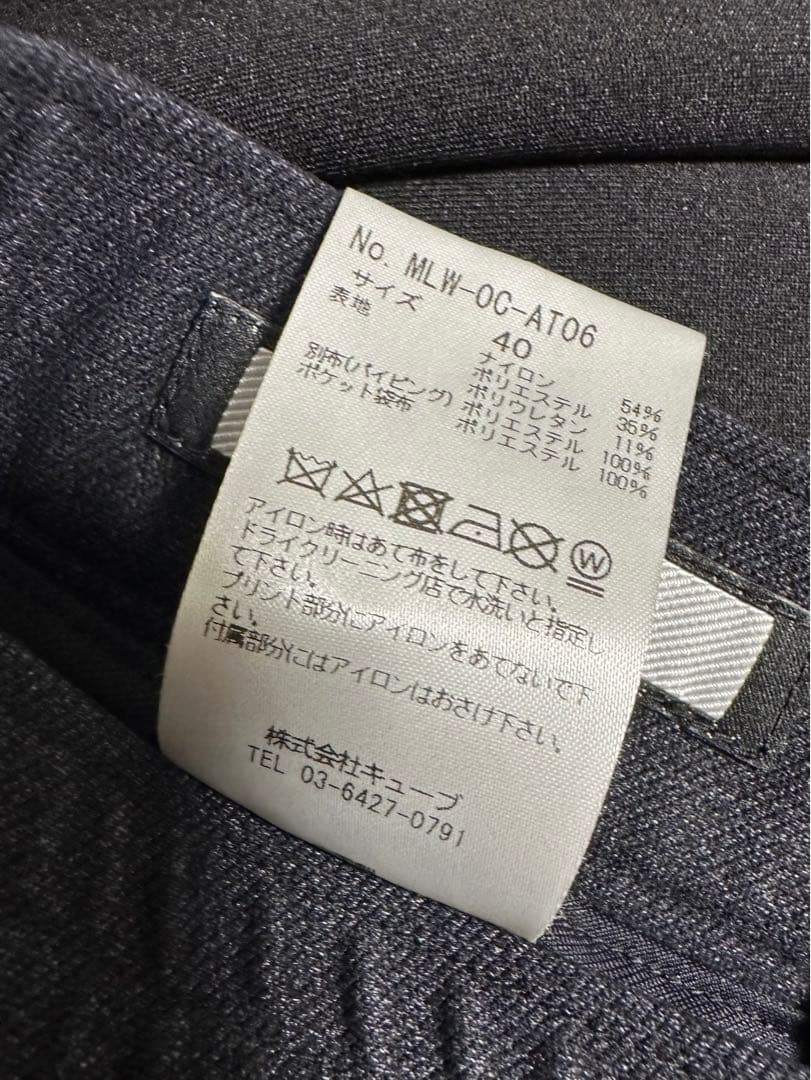 No. MLW-OC-AT06
サイズ 40
表地 ナイロン 54%
ポリエステル 35%
ポリウレタン 11%
別布(パイピング) ポリエステル 100%
ポケット袋布 ポリエステル 100%
W
アイロン時はあて布をして下さい。
ドライクリーニング店で水洗いと指定し
て下さい。
プリント部分にアイロンをあてないで下
さい。
付属部分にはアイロンはおさけ下さい。
株式会社キューブ
TEL 03-6427-0791